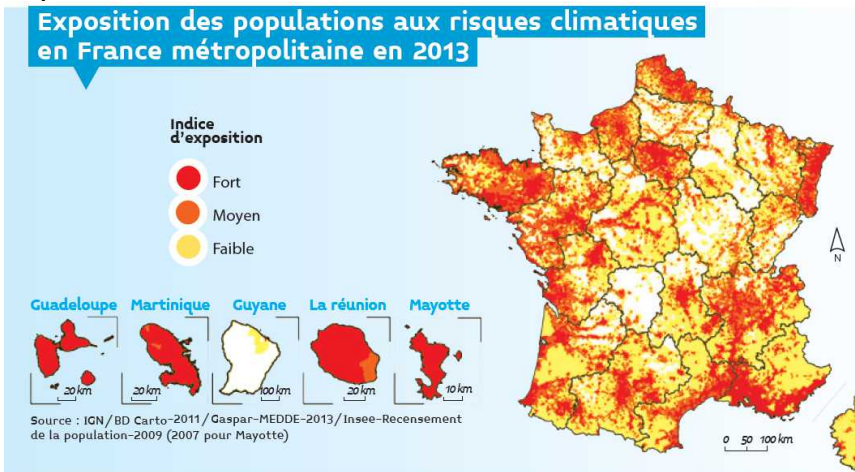 Exposition des populations aux risques climatiques
en France métropolitaine en 2013
Indice
d'exposition
Fort
Moyen
Faible
N
Guadeloupe Martinique Guyane La réunion Mayotte
20 km 20 km 100 km 20 km 10 km
Source : IGN/BD Carto-2011/Gaspar-MEDDE-2013/Insee-Recensement
de la population-2009 (2007 pour Mayotte)
0 50 100 km